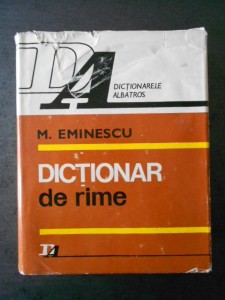 DA
DICȚIONARELE
ALBATROS
M. EMINESCU
DICȚIONAR
de rime
DA